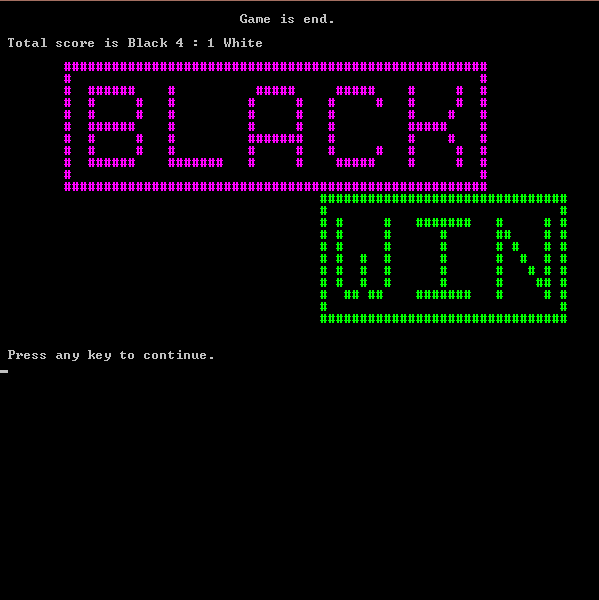 Game is end.
Total score is Black 4 : 1 White
BLACK
WIN
Press any key to continue.